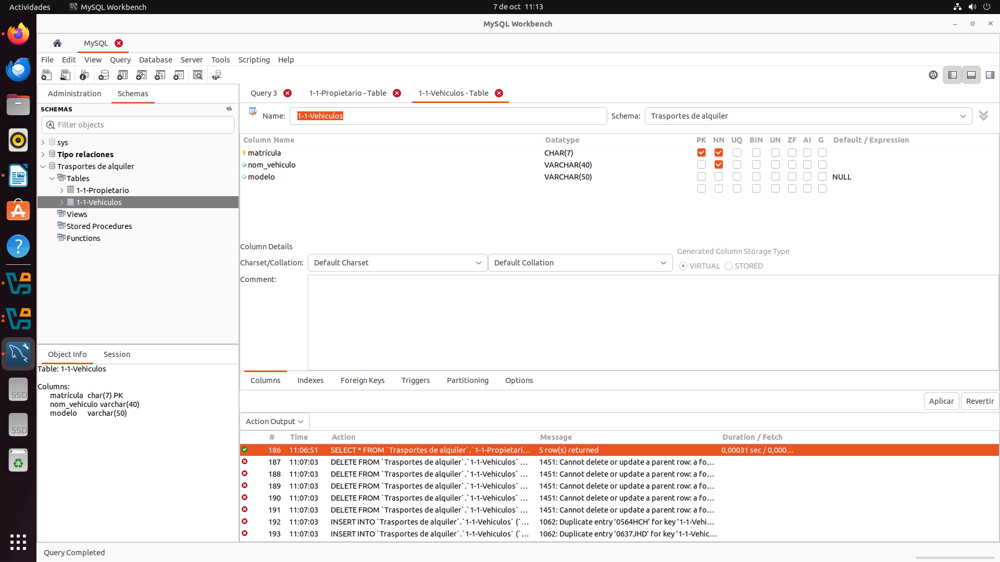 Actividades MySQL Workbench 7 de oct 11:13
MySQL Workbench
MySQL
File Edit View Query Database Server Tools Scripting Help
Administration Schemas
SCHEMAS
Filter objects
sys
Tipo relaciones
Trasportes de alquiler
Tables
1-1-Propietario
1-1-Vehiculos
Views
Stored Procedures
Functions
Object Info Session
Table: 1-1-Vehiculos
Columns:
matrícula char(7) PK
nom_vehiculo varchar(40)
modelo varchar(50)
Query 3 1-1-Propietario - Table 1-1-Vehiculos - Table
Name: 1-1-Vehiculos Schema: Trasportes de alquiler
Column Name Datatype PK NN UQ BIN UN ZF AI G Default / Expression
matrícula CHAR(7)
nom_vehiculo VARCHAR(40)
modelo VARCHAR(50) NULL
Column Details
Generated Column Storage Type
Charset/Collation: Default Charset Default Collation
VIRTUAL STORED
Comment:
Columns Indexes Foreign Keys Triggers Partitioning Options
Aplicar Revertir
Action Output
# Time Action Message Duration / Fetch
186 11:06:51 SELECT * FROM `Trasportes de alquiler`.`1-1-Propietari... 5 row(s) returned 0,00031 sec / 0,000...
187 11:07:03 DELETE FROM `Trasportes de alquiler`.`1-1-Vehiculos` ... 1451: Cannot delete or update a parent row: a fo...
188 11:07:03 DELETE FROM `Trasportes de alquiler`.`1-1-Vehiculos` ... 1451: Cannot delete or update a parent row: a fo...
189 11:07:03 DELETE FROM `Trasportes de alquiler`.`1-1-Vehiculos` ... 1451: Cannot delete or update a parent row: a fo...
190 11:07:03 DELETE FROM `Trasportes de alquiler`.`1-1-Vehiculos` ... 1451: Cannot delete or update a parent row: a fo...
191 11:07:03 DELETE FROM `Trasportes de alquiler`.`1-1-Vehiculos` ... 1451: Cannot delete or update a parent row: a fo...
192 11:07:03 INSERT INTO `Trasportes de alquiler`.`1-1-Vehiculos` (`... 1062: Duplicate entry '0564HCH' for key '1-1-Vehi...
193 11:07:03 INSERT INTO `Trasportes de alquiler`.`1-1-Vehiculos` (`... 1062: Duplicate entry '0637JHD' for key '1-1-Vehic...
Query Completed
SSD
SSD